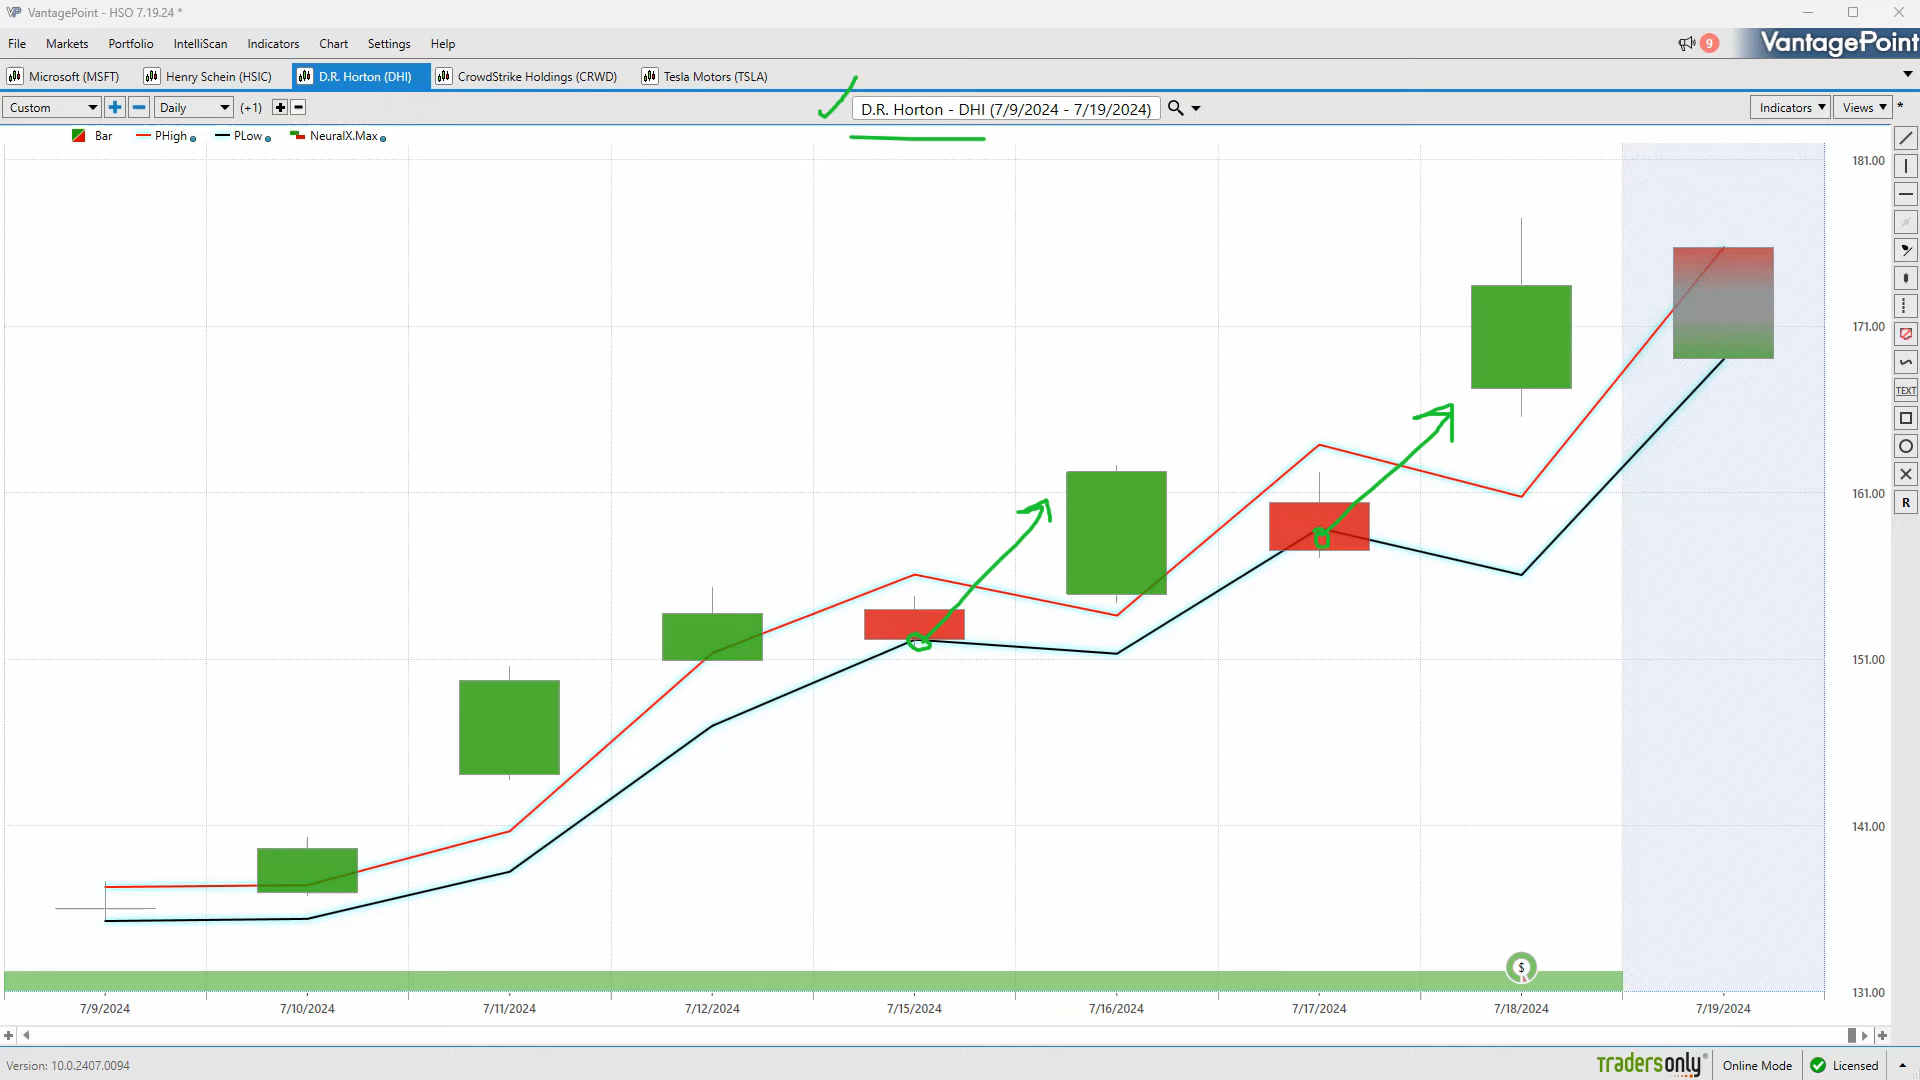 VantagePoint - HSO 7.19.24 *
File Markets Portfolio IntelliScan Indicators Chart Settings Help 9 VantagePoint
Microsoft (MSFT) Henry Schein (HSIC) D.R. Horton (DHI) CrowdStrike Holdings (CRWD) Tesla Motors (TSLA)
Custom Daily (+1) D.R. Horton - DHI (7/9/2024 - 7/19/2024) Indicators Views *
Bar PHigh PLow NeuralX.Max
181.00
171.00
TEXT
161.00
R
151.00
141.00
$
131.00
7/9/2024 7/10/2024 7/11/2024 7/12/2024 7/15/2024 7/16/2024 7/17/2024 7/18/2024 7/19/2024
Version: 10.0.2407.0094 tradersonly® Online Mode Licensed